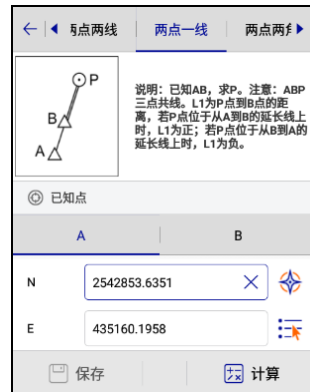 点两线 两点一线 两点两
P
B
A
说明：已知AB，求P。注意：ABP
三点共线。L1为P点到B点的距
离，若P点位于从A到B的延长线上
时，L1为正；若P点位于从B到A的
延长线上时，L1为负。
已知点
A B
N 2542853.6351
E 435160.1958
保存 计算